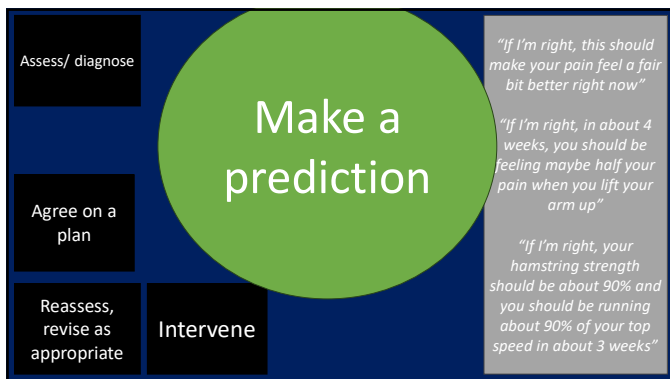 Assess/ diagnose
Make a
prediction
Agree on a
plan
Reassess,
revise as
appropriate
Intervene
“If I’m right, this should
make your pain feel a fair
bit better right now”
“If I’m right, in about 4
weeks, you should be
feeling maybe half your
pain when you lift your
arm up”
“If I’m right, your
hamstring strength
should be about 90% and
you should be running
about 90% of your top
speed in about 3 weeks”